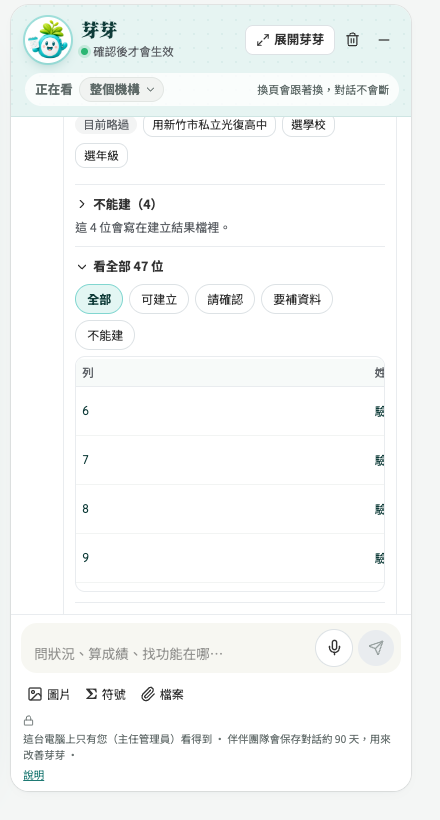 芽芽
確認後才會生效
展開芽芽
正在看 整個機構 換頁會跟著換，對話不會斷
目前略過 用新竹市私立光復高中 選學校
選年級
不能建（4）
這 4 位會寫在建立結果檔裡。
看全部 47 位
全部 可建立 請確認 要補資料
不能建
列
6
7
8
9
問狀況、算成績、找功能在哪…
圖片 符號 檔案
這台電腦上只有您（主任管理員）看得到 · 伴伴團隊會保存對話約 90 天，用來
改善芽芽 ·
說明